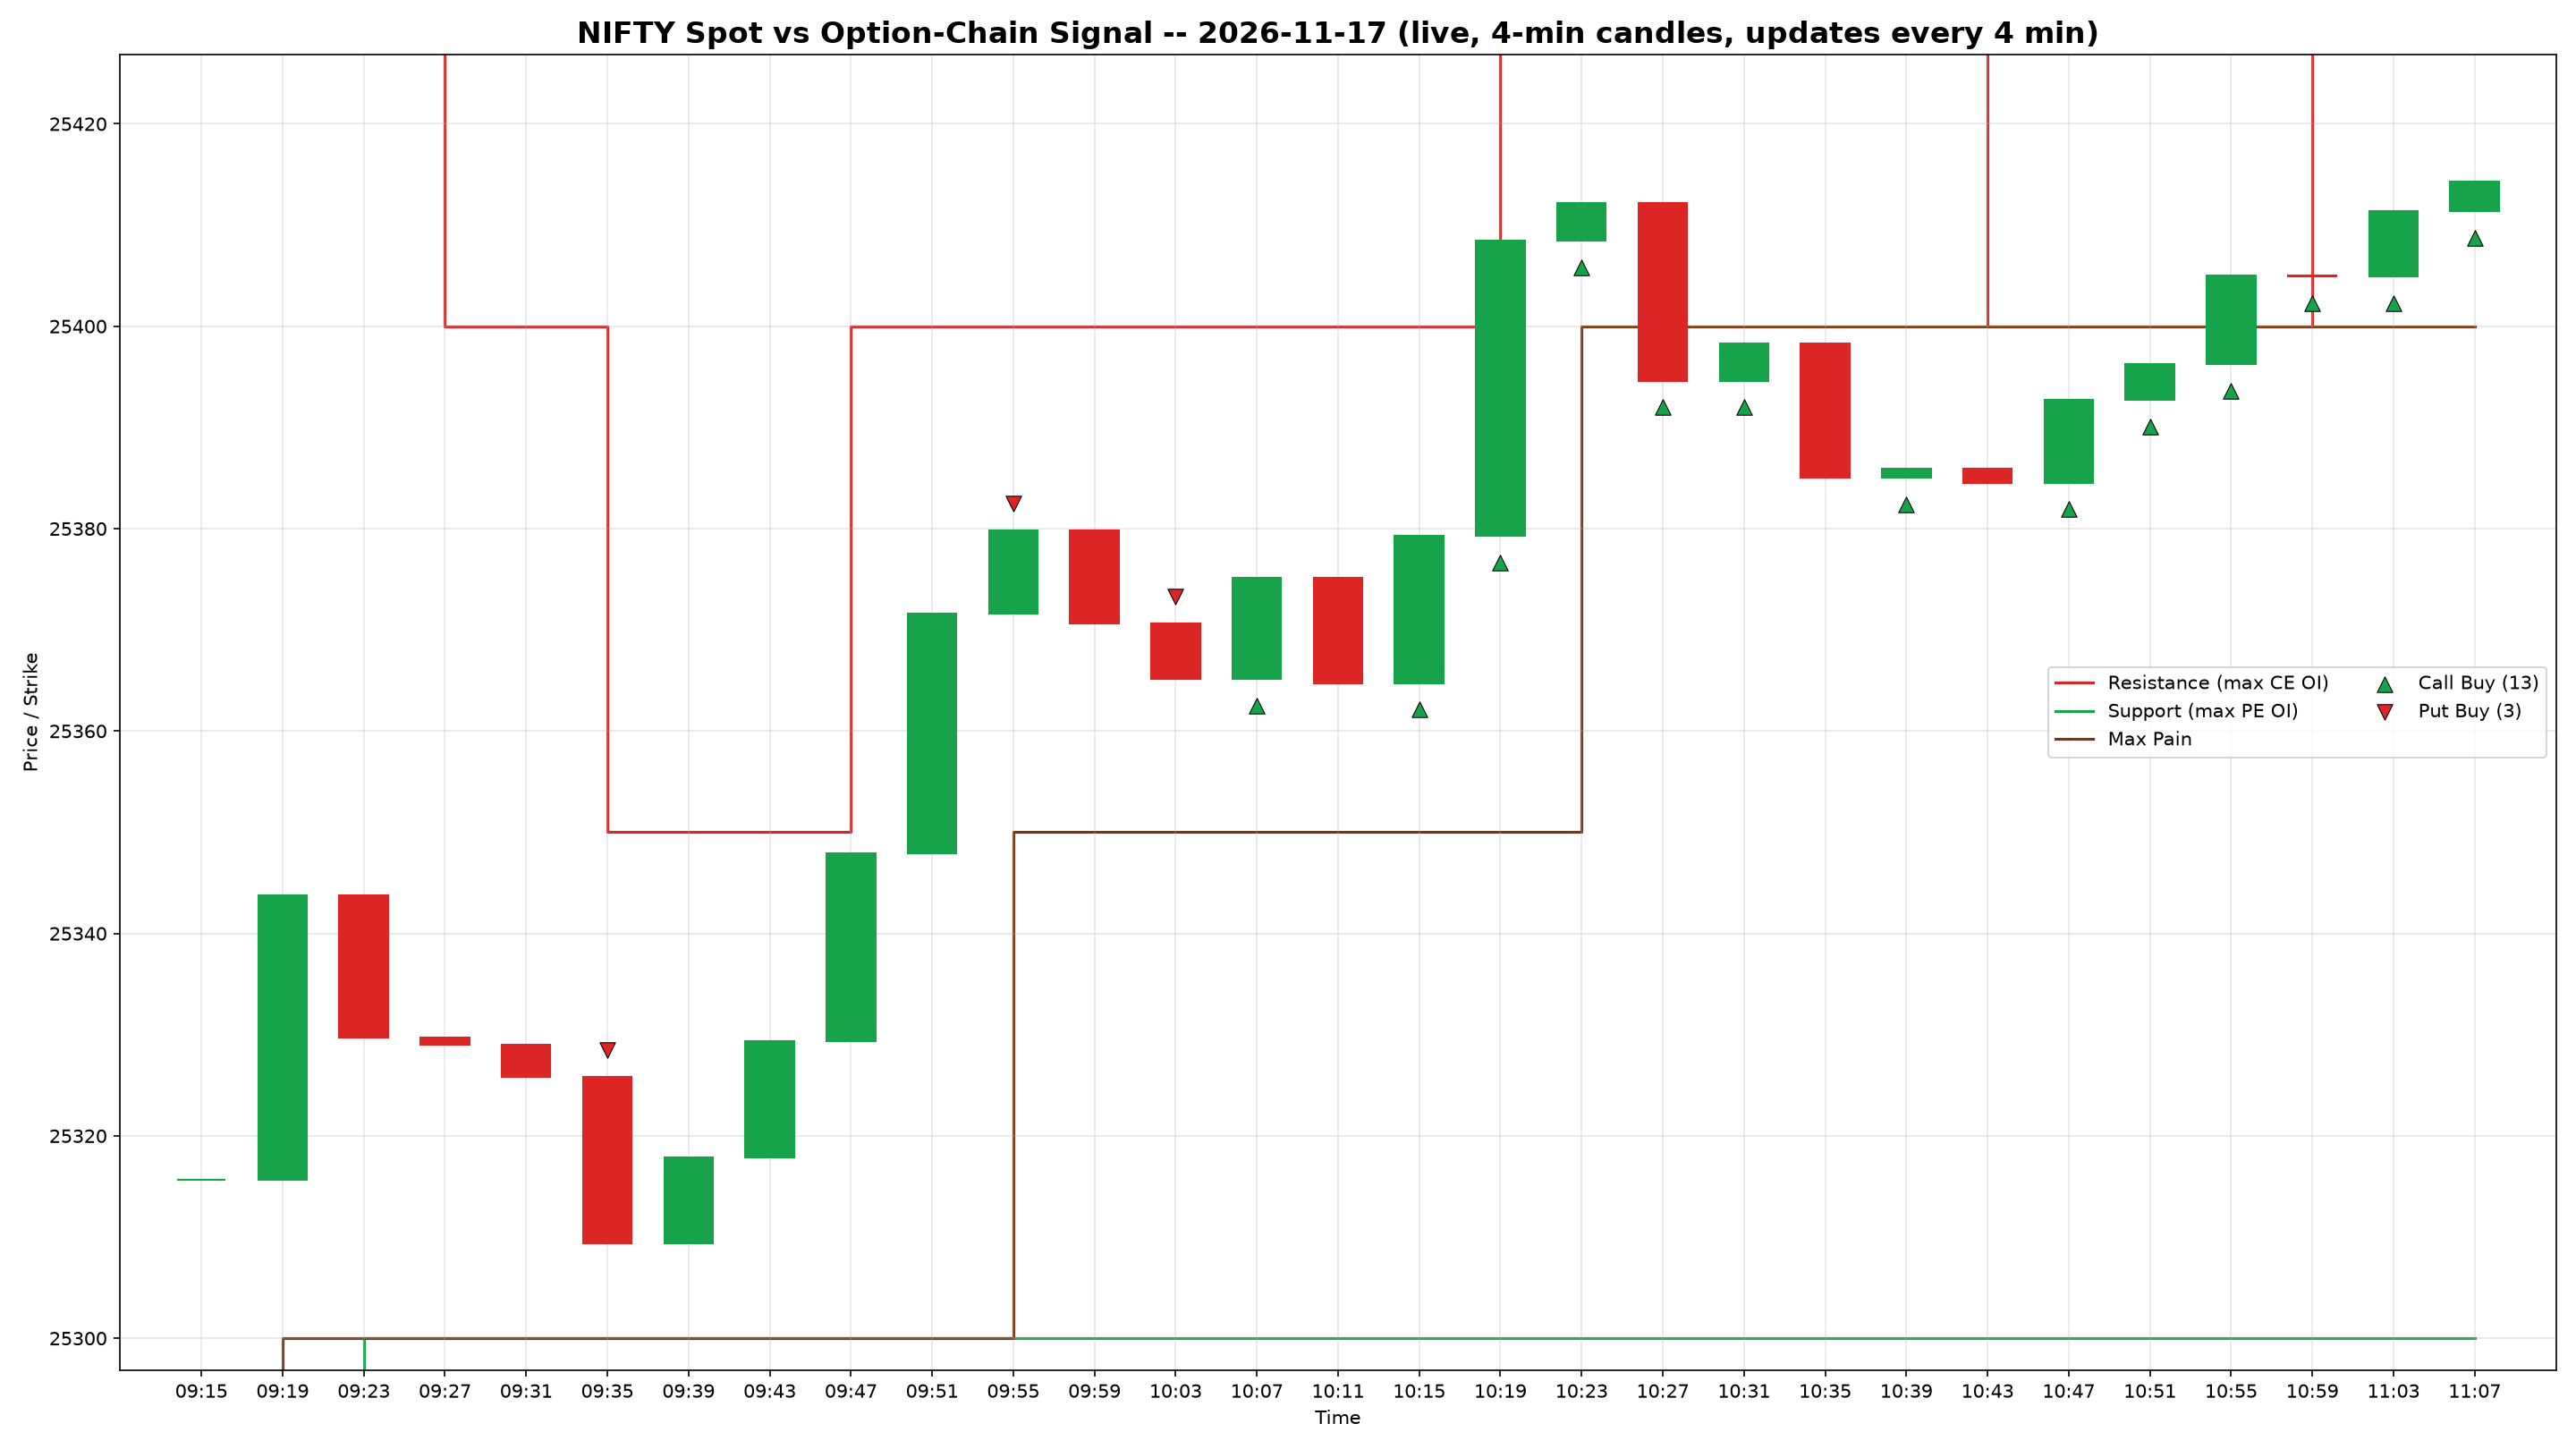 NIFTY Spot vs Option-Chain Signal -- 2026-11-17 (live, 4-min candles, updates every 4 min)
Price / Strike
25420
25400
25380
25360
25340
25320
25300
Resistance (max CE OI)
Support (max PE OI)
Max Pain
Call Buy (13)
Put Buy (3)
09:15 09:19 09:23 09:27 09:31 09:35 09:39 09:43 09:47 09:51 09:55 09:59 10:03 10:07 10:11 10:15 10:19 10:23 10:27 10:31 10:35 10:39 10:43 10:47 10:51 10:55 10:59 11:03 11:07
Time